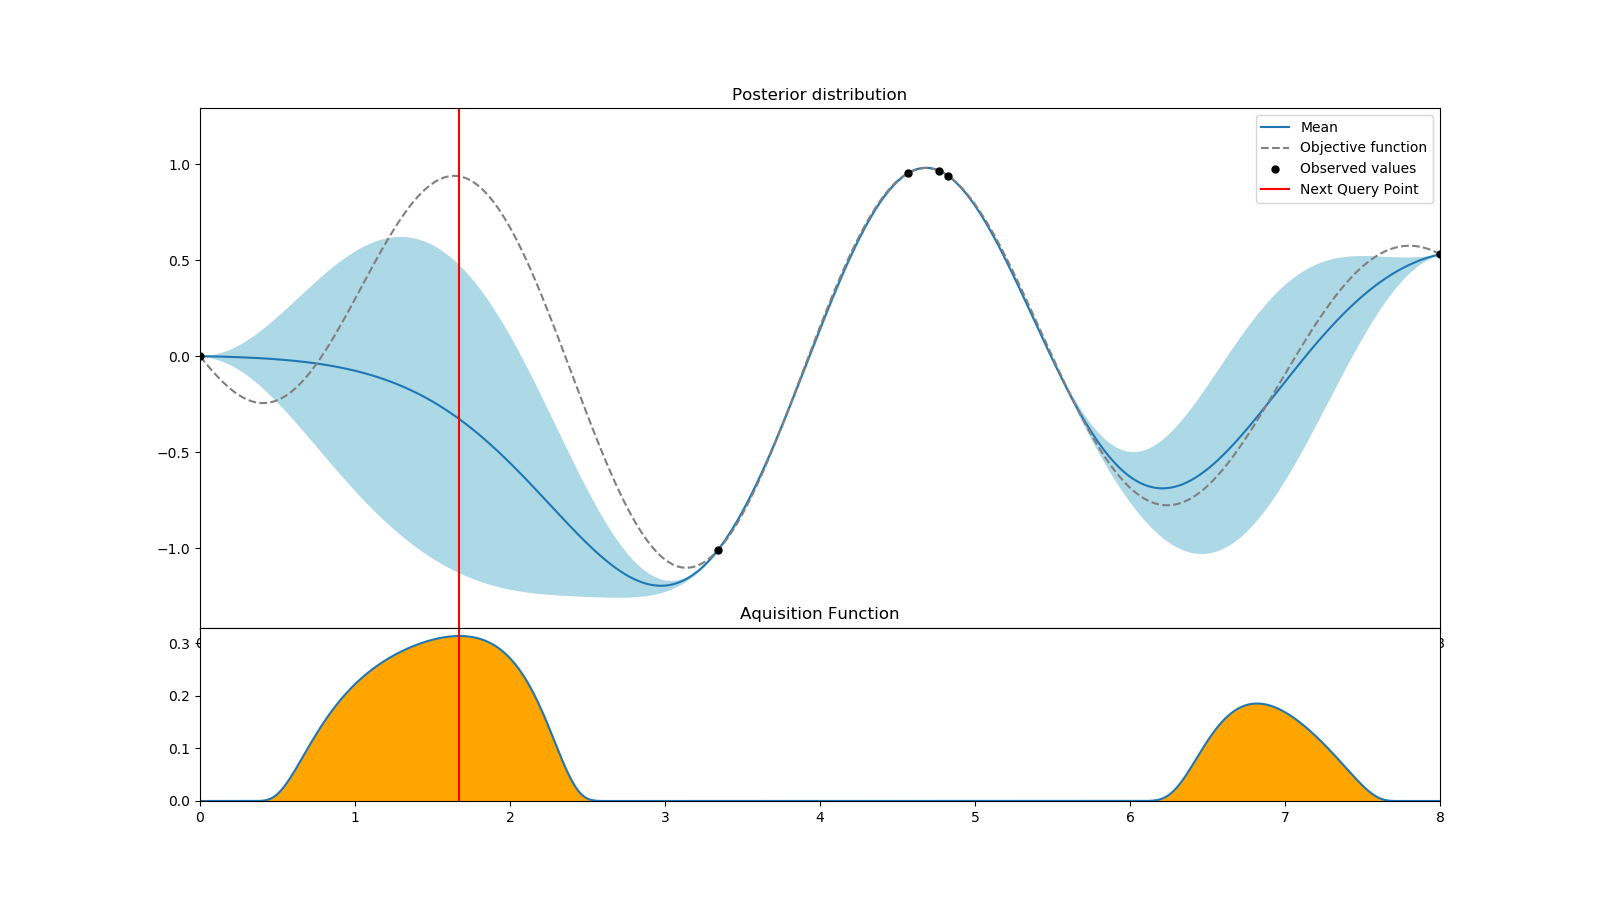 Posterior distribution
Mean
Objective function
Observed values
Next Query Point
1.0
0.5
0.0
−0.5
−1.0
Aquisition Function
0.3
0.2
0.1
0.0
0 1 2 3 4 5 6 7 8